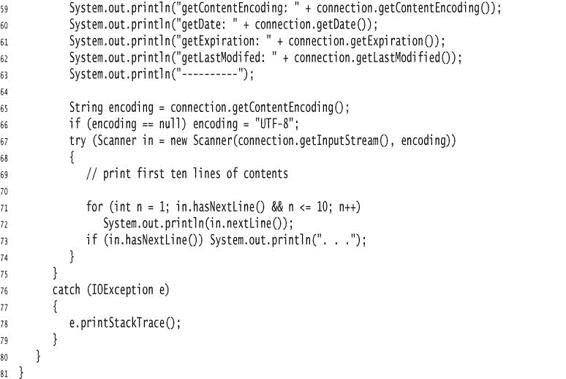 59 System.out.println("getContentEncoding: " + connection.getContentEncoding());
60 System.out.println("getDate: " + connection.getDate());
61 System.out.println("getExpiration: " + connection.getExpiration());
62 System.out.println("getLastModifed: " + connection.getLastModified());
63 System.out.println("----------");
64
65 String encoding = connection.getContentEncoding();
66 if (encoding == null) encoding = "UTF-8";
67 try (Scanner in = new Scanner(connection.getInputStream(), encoding))
68 {
69 // print first ten lines of contents
70
71 for (int n = 1; in.hasNextLine() && n <= 10; n++)
72 System.out.println(in.nextLine());
73 if (in.hasNextLine()) System.out.println(". . .");
74 }
75 }
76 catch (IOException e)
77 {
78 e.printStackTrace();
79 }
80 }
81 }